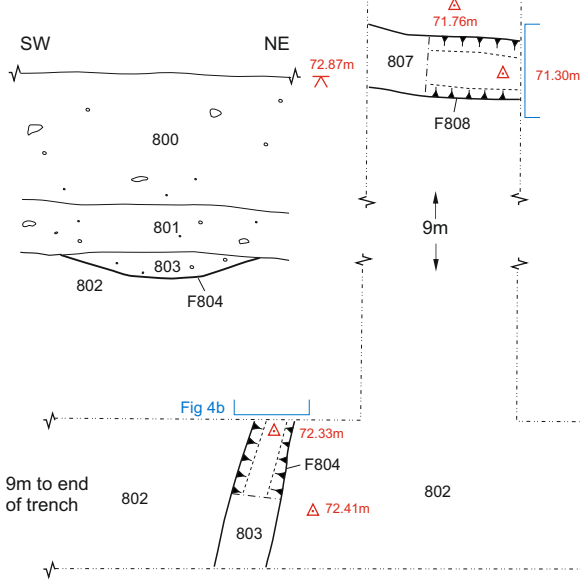 71.76m
SW
NE
72.87m
807
71.30m
F808
800
801
9m
803
802
F804
Fig 4b
72.33m
F804
9m to end
of trench
802
802
72.41m
803